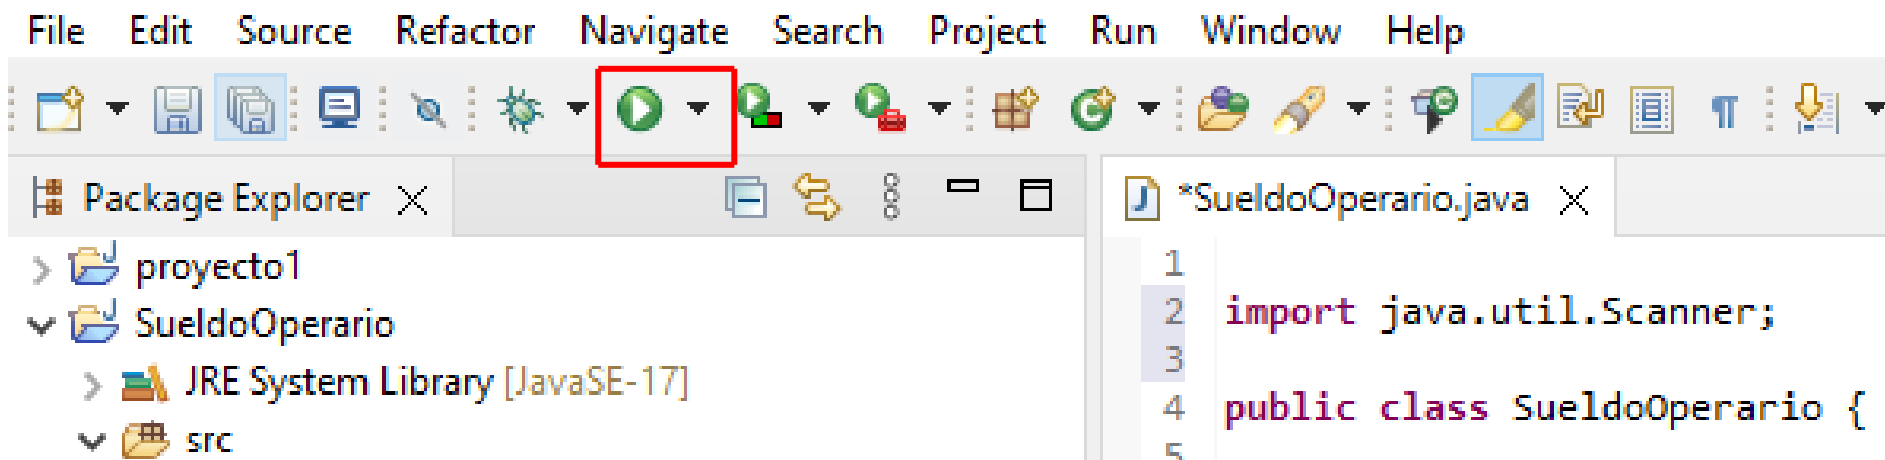 File Edit Source Refactor Navigate Search Project Run Window Help
Package Explorer
proyecto1
SueldoOperario
JRE System Library [JavaSE-17]
src
*SueldoOperario.java
1
2 import java.util.Scanner;
3
4 public class SueldoOperario {
5